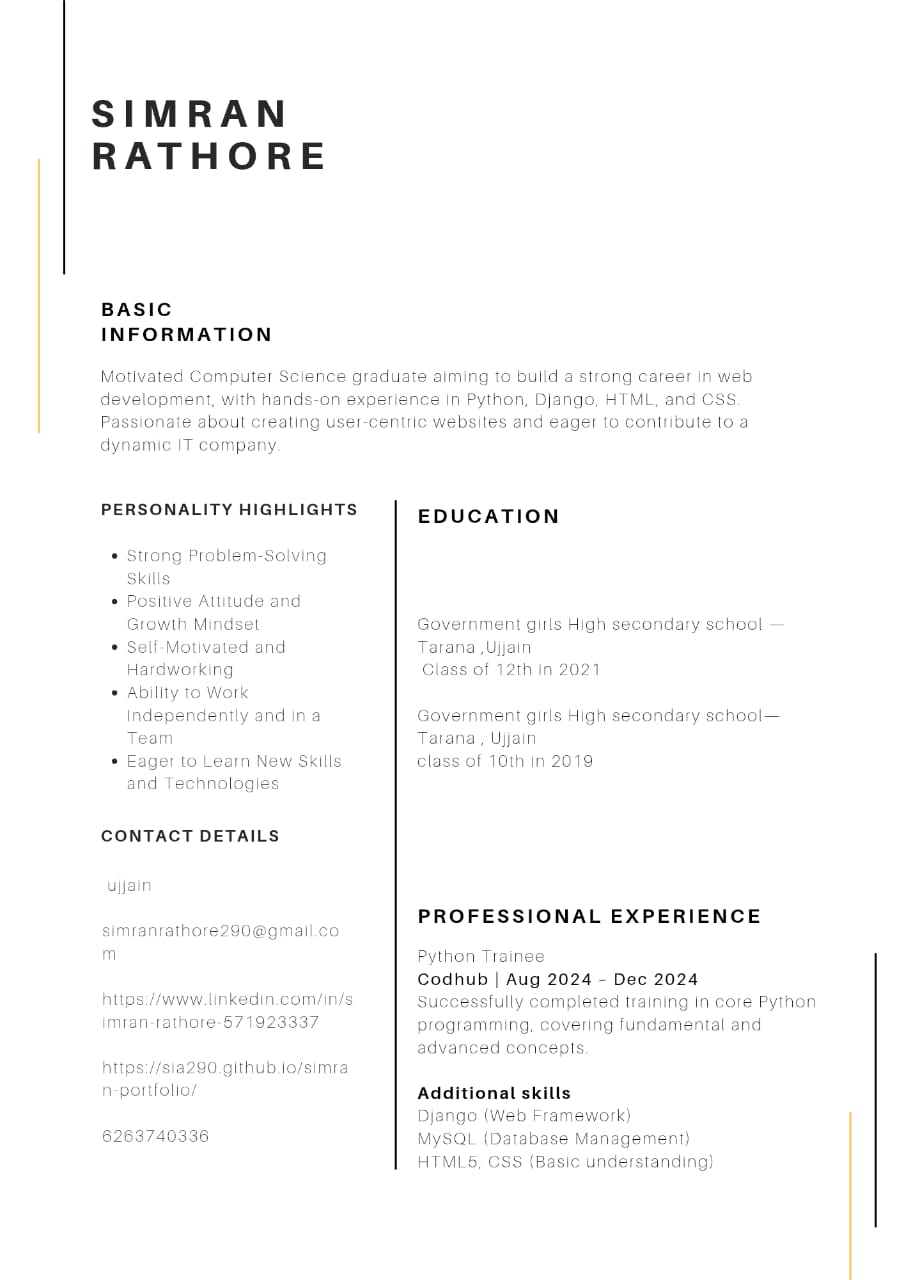 SIMRAN
RATHORE
BASIC
INFORMATION
Motivated Computer Science graduate aiming to build a strong career in web
development, with hands-on experience in Python, Django, HTML, and CSS.
Passionate about creating user-centric websites and eager to contribute to a
dynamic IT company.
PERSONALITY HIGHLIGHTS
• Strong Problem-Solving
Skills
• Positive Attitude and
Growth Mindset
• Self-Motivated and
Hardworking
• Ability to Work
Independently and in a
Team
• Eager to Learn New Skills
and Technologies
CONTACT DETAILS
ujjain
simranrathore290@gmail.co
m
https://www.linkedin.com/in/s
imran-rathore-571923337
https://sia290.github.io/simra
n-portfolio/
6263740336
EDUCATION
Government girls High secondary school —
Tarana ,Ujjain
Class of 12th in 2021
Government girls High secondary school—
Tarana , Ujjain
class of 10th in 2019
PROFESSIONAL EXPERIENCE
Python Trainee
Codhub | Aug 2024 – Dec 2024
Successfully completed training in core Python
programming, covering fundamental and
advanced concepts.
Additional skills
Django (Web Framework)
MySQL (Database Management)
HTML5, CSS (Basic understanding)